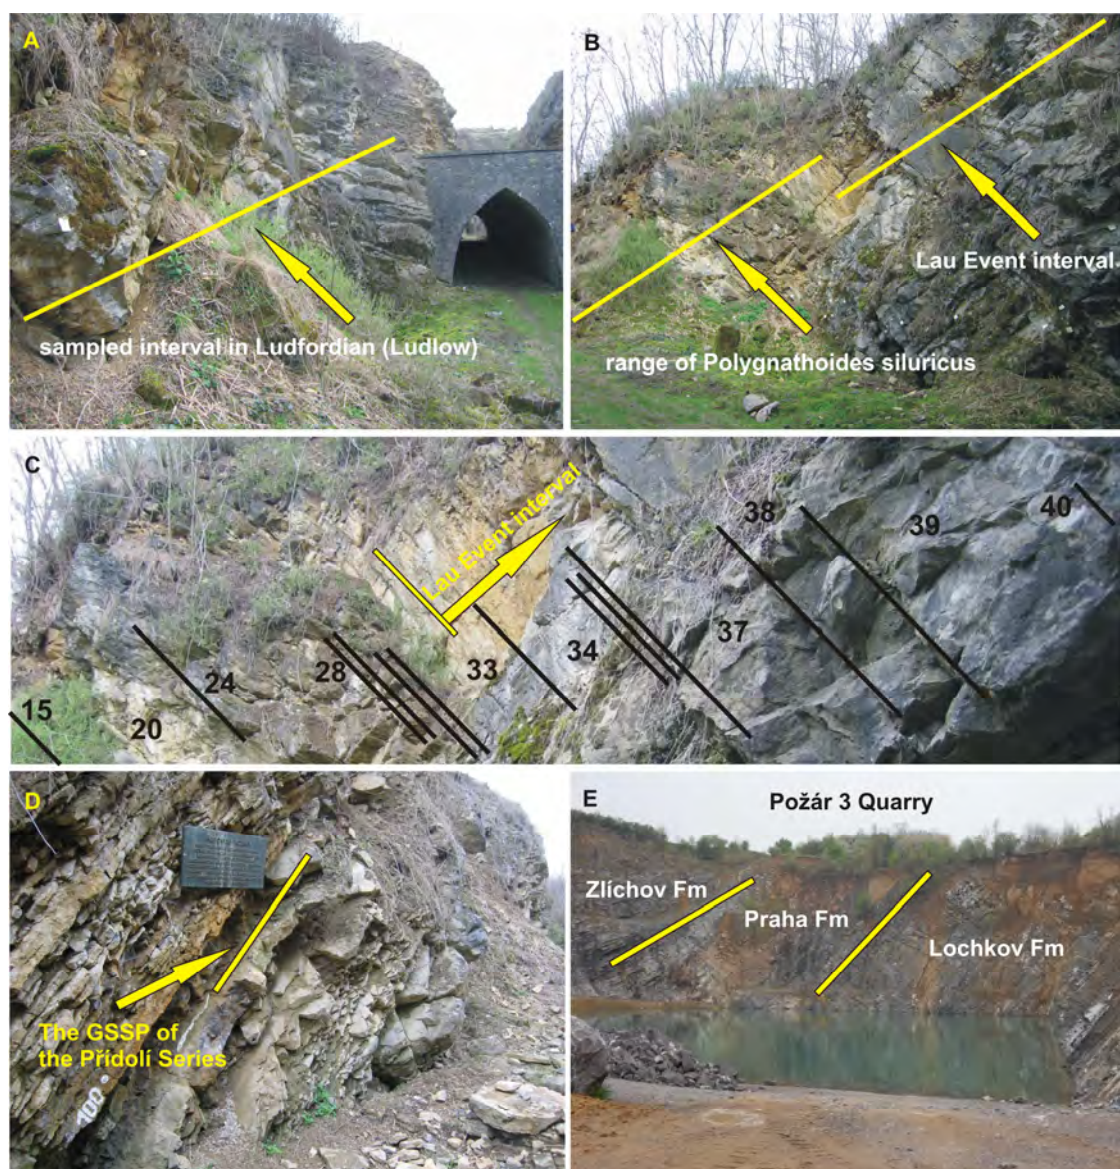 A
sampled interval in Ludfordian (Ludlow)
B
Lau Event interval
range of Polygnathoides siluricus
C
Lau Event interval
15
20
24
28
33
34
37
38
39
40
D
The GSSP of
the Přídolí Series
100
E
Požár 3 Quarry
Zlíchov Fm
Praha Fm
Lochkov Fm